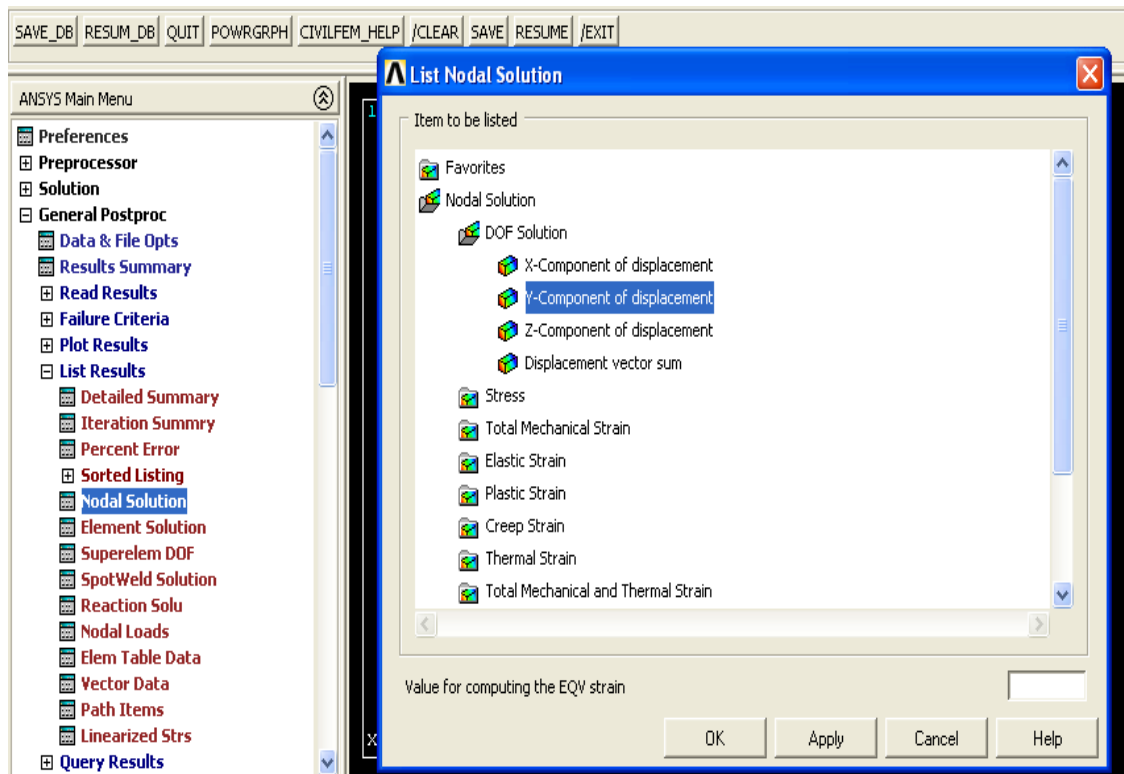 SAVE_DB RESUM_DB QUIT POWRGRPH CIVILFEM_HELP /CLEAR SAVE RESUME /EXIT
ANSYS Main Menu
Preferences
Preprocessor
Solution
General Postproc
Data & File Opts
Results Summary
Read Results
Failure Criteria
Plot Results
List Results
Detailed Summary
Iteration Summry
Percent Error
Sorted Listing
Nodal Solution
Element Solution
Superelem DOF
SpotWeld Solution
Reaction Solu
Nodal Loads
Elem Table Data
Vector Data
Path Items
Linearized Strs
Query Results
1
X
List Nodal Solution
Item to be listed
Favorites
Nodal Solution
DOF Solution
X-Component of displacement
Y-Component of displacement
Z-Component of displacement
Displacement vector sum
Stress
Total Mechanical Strain
Elastic Strain
Plastic Strain
Creep Strain
Thermal Strain
Total Mechanical and Thermal Strain
Value for computing the EQV strain
OK Apply Cancel Help